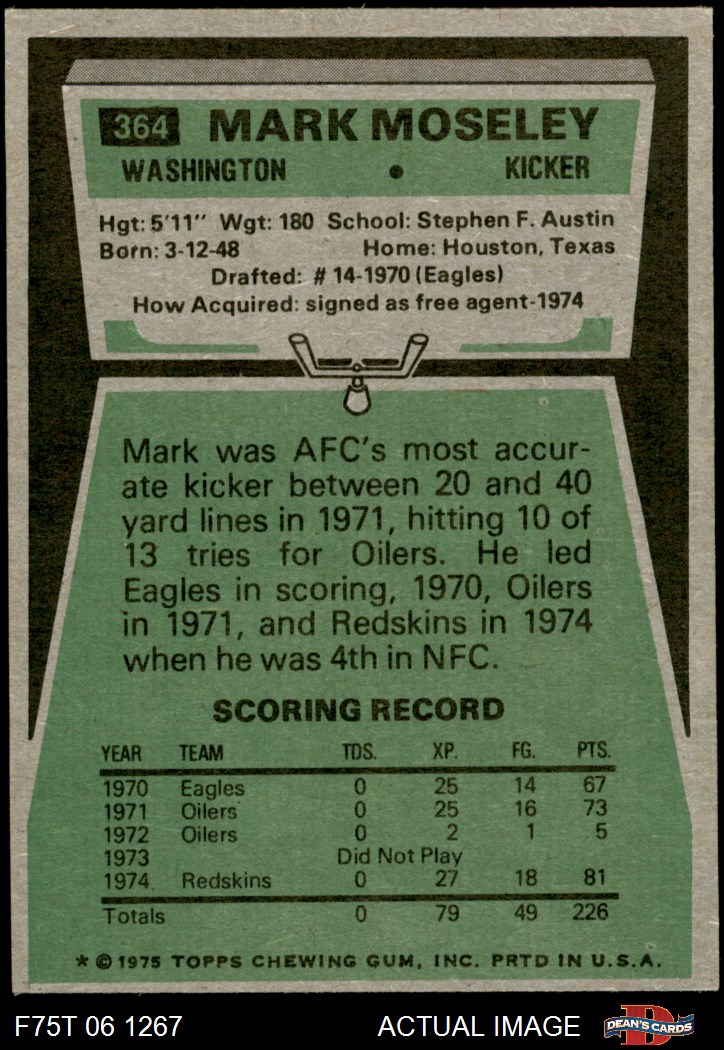 364 MARK MOSELEY
WASHINGTON • KICKER
Hgt: 5'11" Wgt: 180 School: Stephen F. Austin
Born: 3-12-48 Home: Houston, Texas
Drafted: # 14-1970 (Eagles)
How Acquired: signed as free agent-1974
Mark was AFC's most accur-
ate kicker between 20 and 40
yard lines in 1971, hitting 10 of
13 tries for Oilers. He led
Eagles in scoring, 1970, Oilers
in 1971, and Redskins in 1974
when he was 4th in NFC.
SCORING RECORD
YEAR TEAM TDS. XP. FG. PTS.
1970 Eagles 0 25 14 67
1971 Oilers 0 25 16 73
1972 Oilers 0 2 1 5
1973 Did Not Play
1974 Redskins 0 27 18 81
Totals 0 79 49 226
* © 1975 TOPPS CHEWING GUM, INC. PRTD IN U.S.A.
F75T 06 1267 ACTUAL IMAGE D DEAN'S CARDS